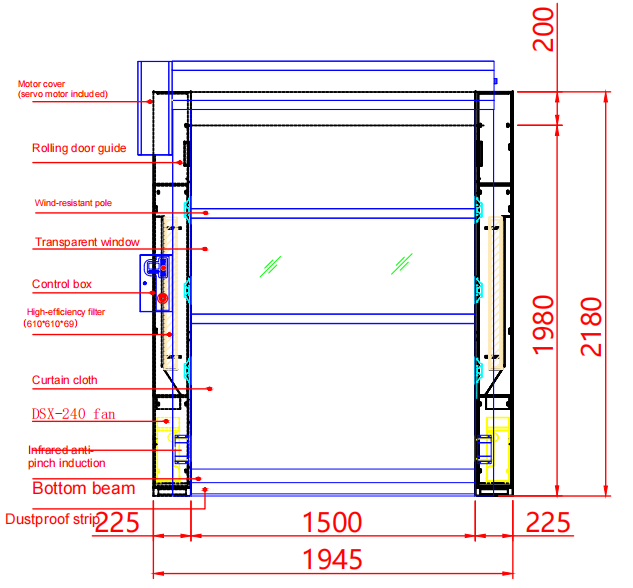 200
Motor cover
(servo motor included)
Rolling door guide
Wind-resistant pole
Transparent window
Control box
High-efficiency filter
(610*610*69)
1980
2180
Curtain cloth
DSX-240 fan
Infrared anti-
pinch induction
Bottom beam
Dustproof strip
225
1500
225
1945